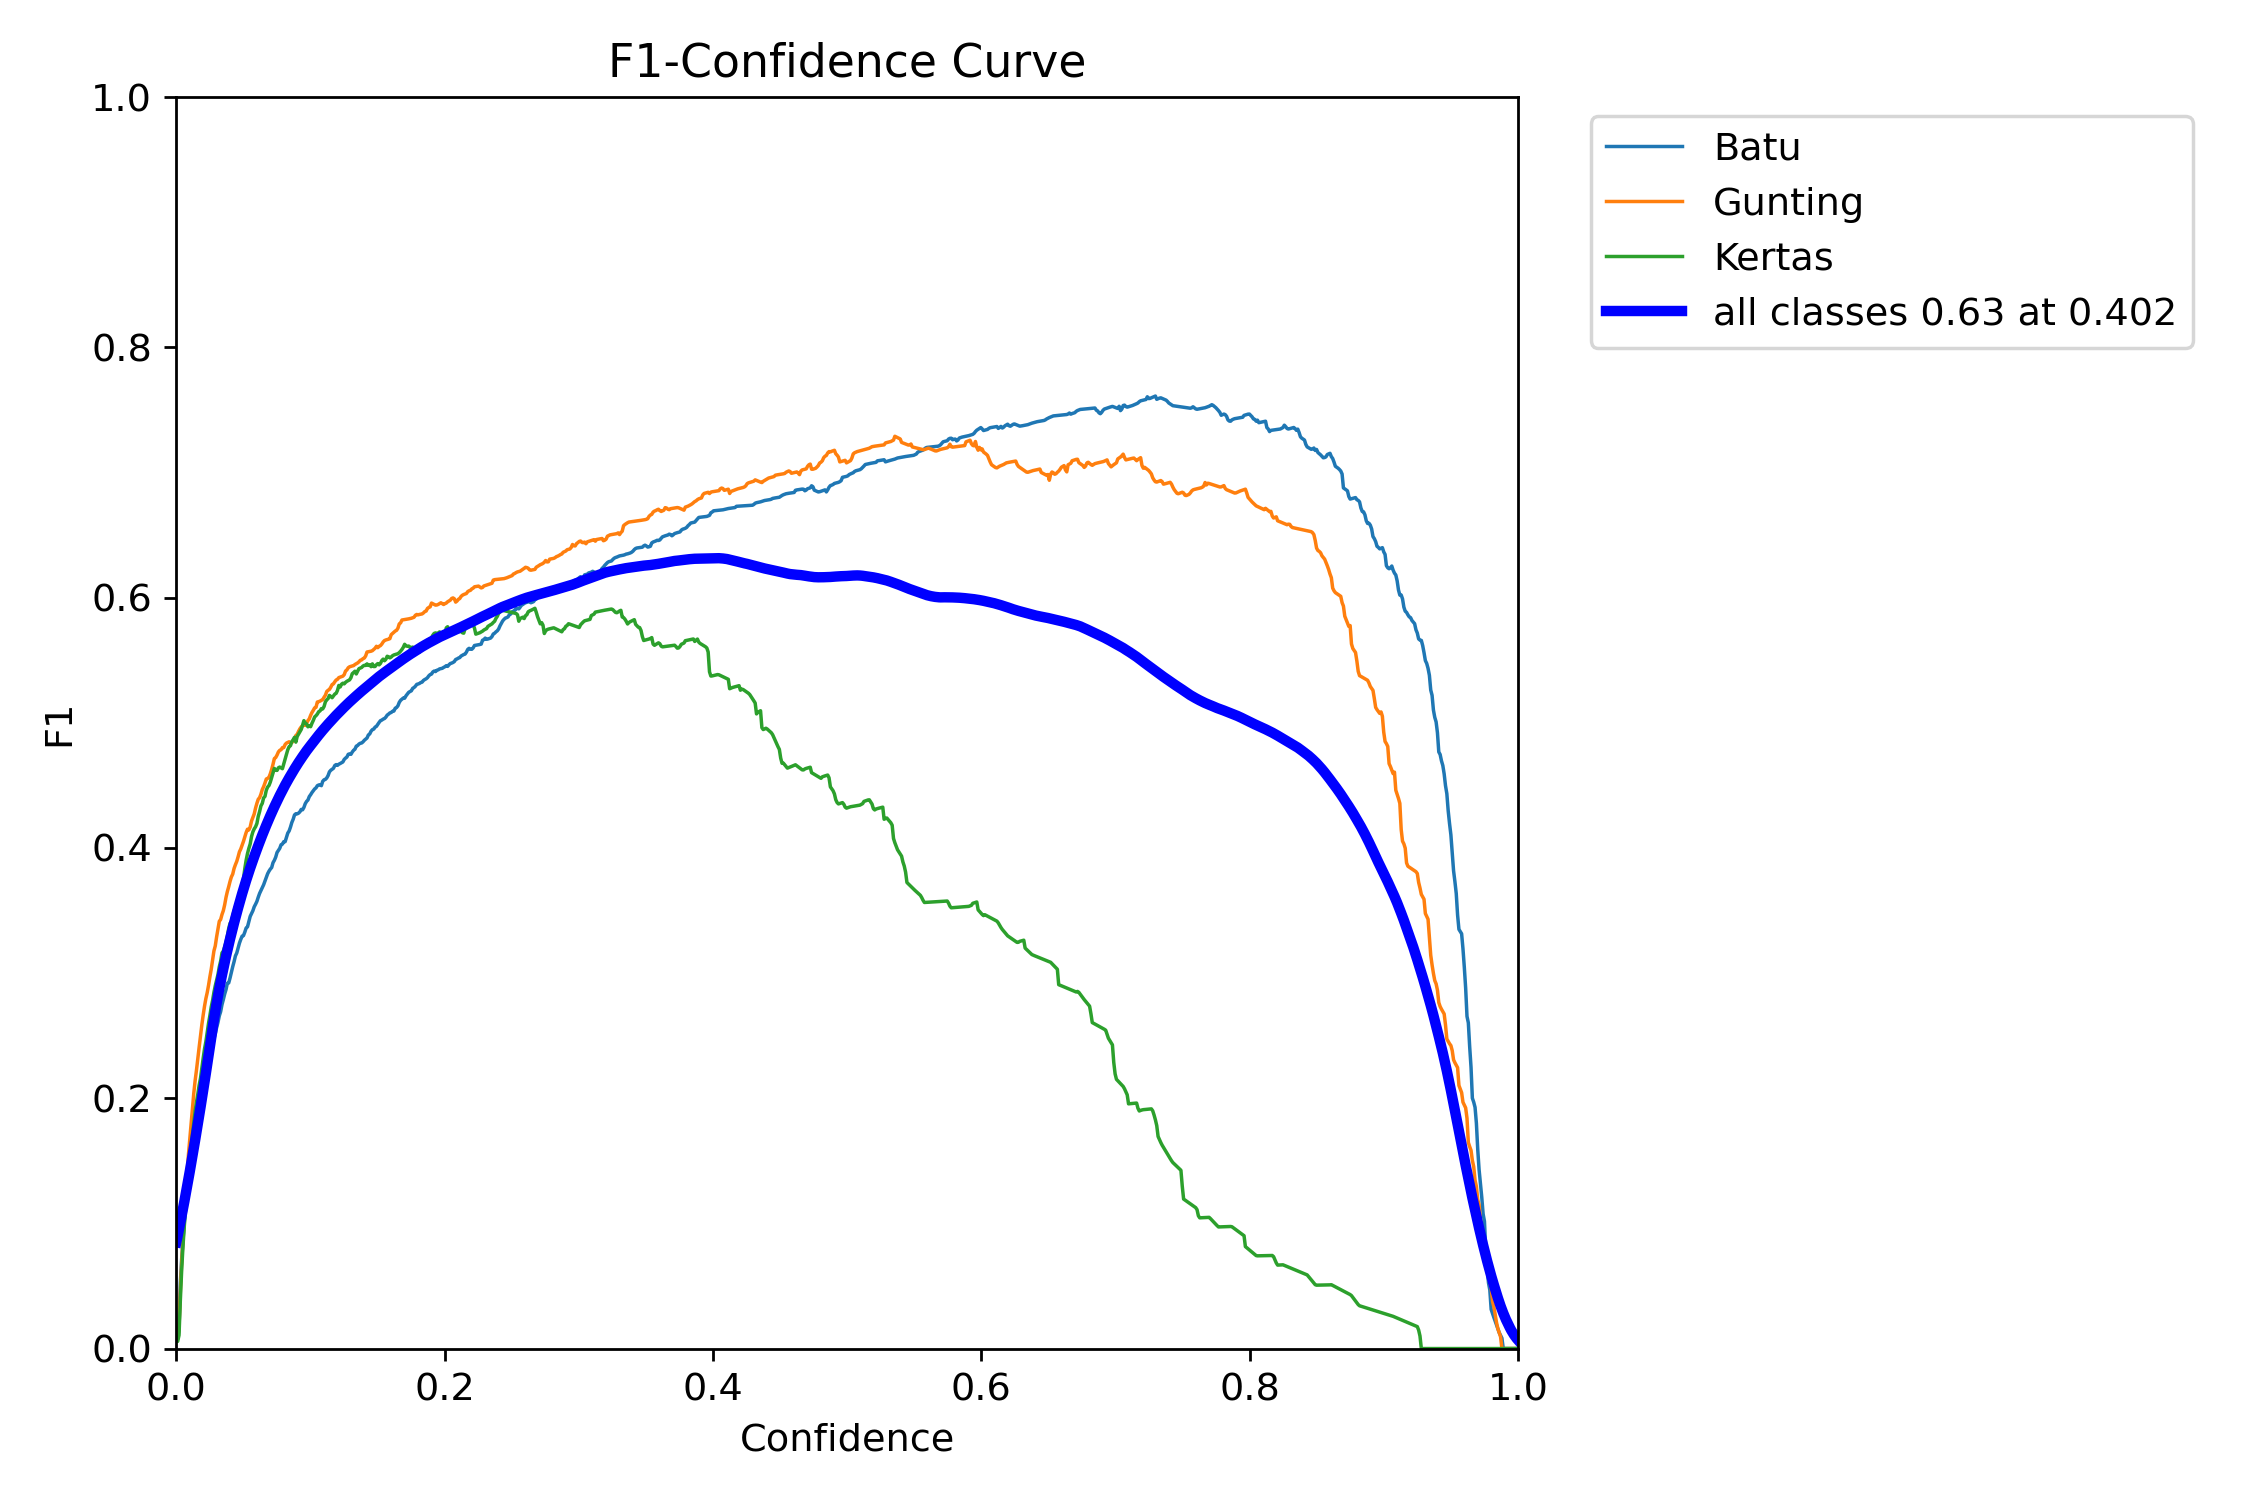 F1-Confidence Curve
1.0
0.8
0.6
0.4
0.2
0.0
F1
0.0 0.2 0.4 0.6 0.8 1.0
Confidence
Batu
Gunting
Kertas
all classes 0.63 at 0.402